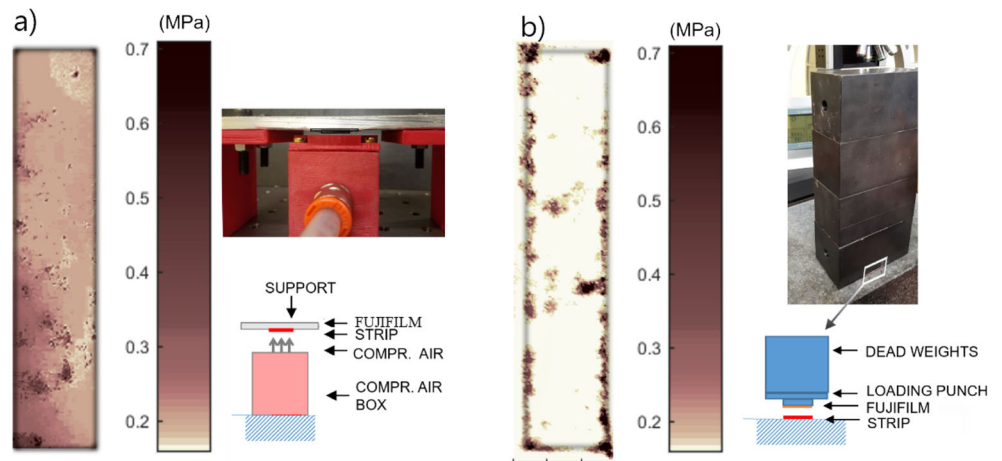 a)
(MPa)
0.7
0.6
0.5
0.4
0.3
0.2
SUPPORT
FUJIFILM
STRIP
COMPR. AIR
COMPR. AIR
BOX
b)
(MPa)
0.7
0.6
0.5
0.4
0.3
0.2
DEAD WEIGHTS
LOADING PUNCH
FUJIFILM
STRIP